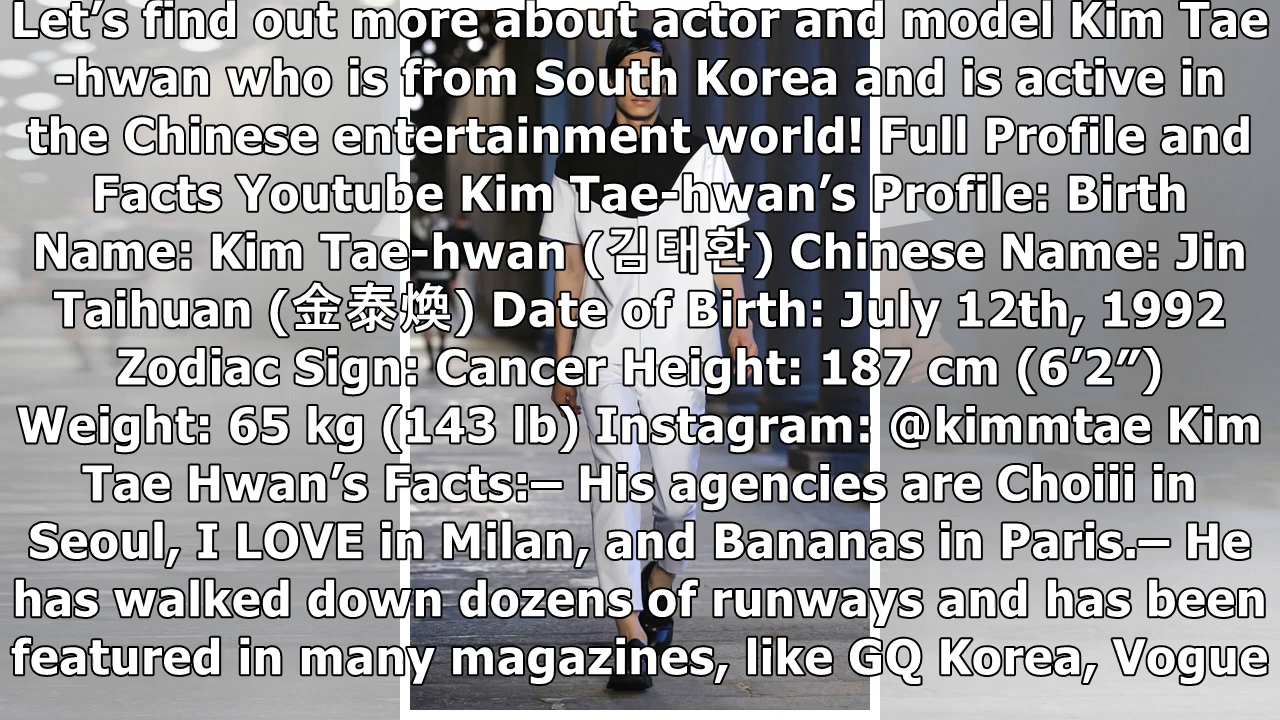 Let’s find out more about actor and model Kim Tae
-hwan who is from South Korea and is active in
the Chinese entertainment world! Full Profile and
Facts Youtube Kim Tae-hwan’s Profile: Birth
Name: Kim Tae-hwan (김태환) Chinese Name: Jin
Taihuan (金泰煥) Date of Birth: July 12th, 1992
Zodiac Sign: Cancer Height: 187 cm (6’2”)
Weight: 65 kg (143 lb) Instagram: @kimmtae Kim
Tae Hwan’s Facts:– His agencies are Choiii in
Seoul, I LOVE in Milan, and Bananas in Paris.– He
has walked down dozens of runways and has been
featured in many magazines, like GQ Korea, Vogue